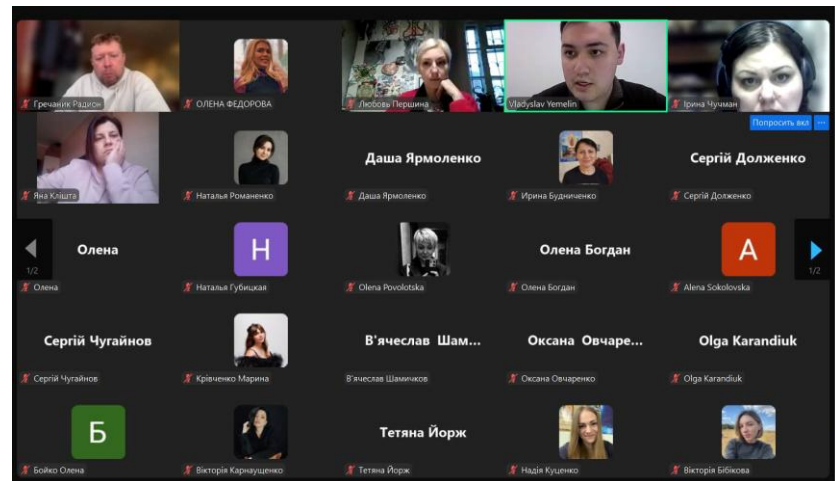 Гречаник Радион
ОЛЕНА ФЕДОРОВА
Любовь Першина
Vladyslav Yemelin
Ірина Чучман
Попросить вкл ...
Яна Клішта
Наталья Романенко
Даша Ярмоленко
Даша Ярмоленко
Ирина Будниченко
Сергій Долженко
Сергій Долженко
1/2
Олена
Олена
Н
Наталья Губицкая
Olena Povolotska
Олена Богдан
Олена Богдан
А
Alena Sokolovska
1/2
Сергій Чугайнов
Сергій Чугайнов
Крівченко Марина
В'ячеслав Шам...
В'ячеслав Шамичков
Оксана Овчаре...
Оксана Овчаренко
Olga Karandiuk
Olga Karandiuk
Б
Бойко Олена
Вікторія Карнаущенко
Тетяна Йорж
Тетяна Йорж
Надія Куценко
Вікторія Бібікова